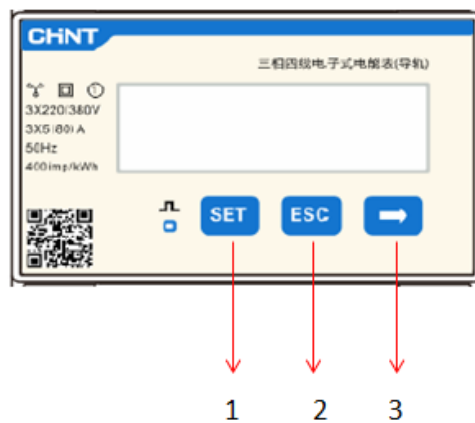 CHNT
三相四线电子式电能表(导轨)
3X220/380V
3X5(80)A
50Hz
400imp/kWh
SET
ESC
1
2
3